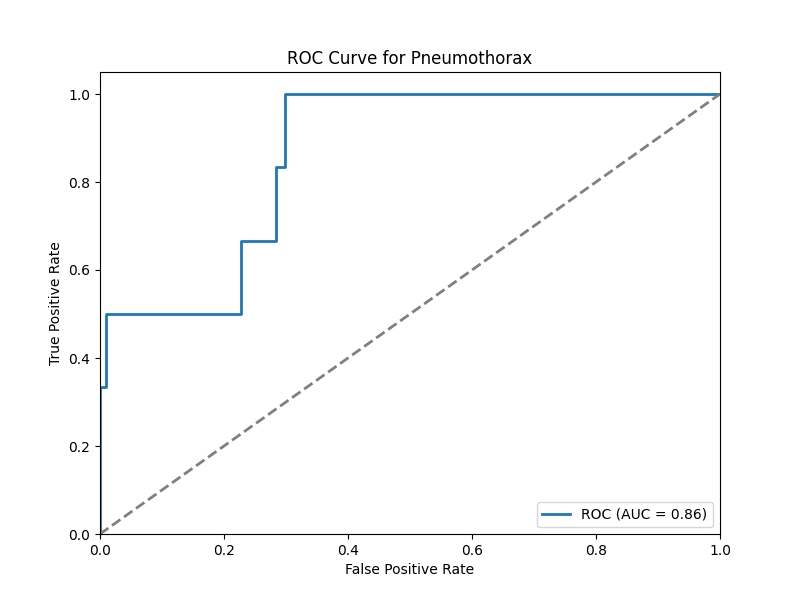 ROC Curve for Pneumothorax
True Positive Rate
1.0
0.8
0.6
0.4
0.2
0.0
0.0 0.2 0.4 0.6 0.8 1.0
False Positive Rate
ROC (AUC = 0.86)